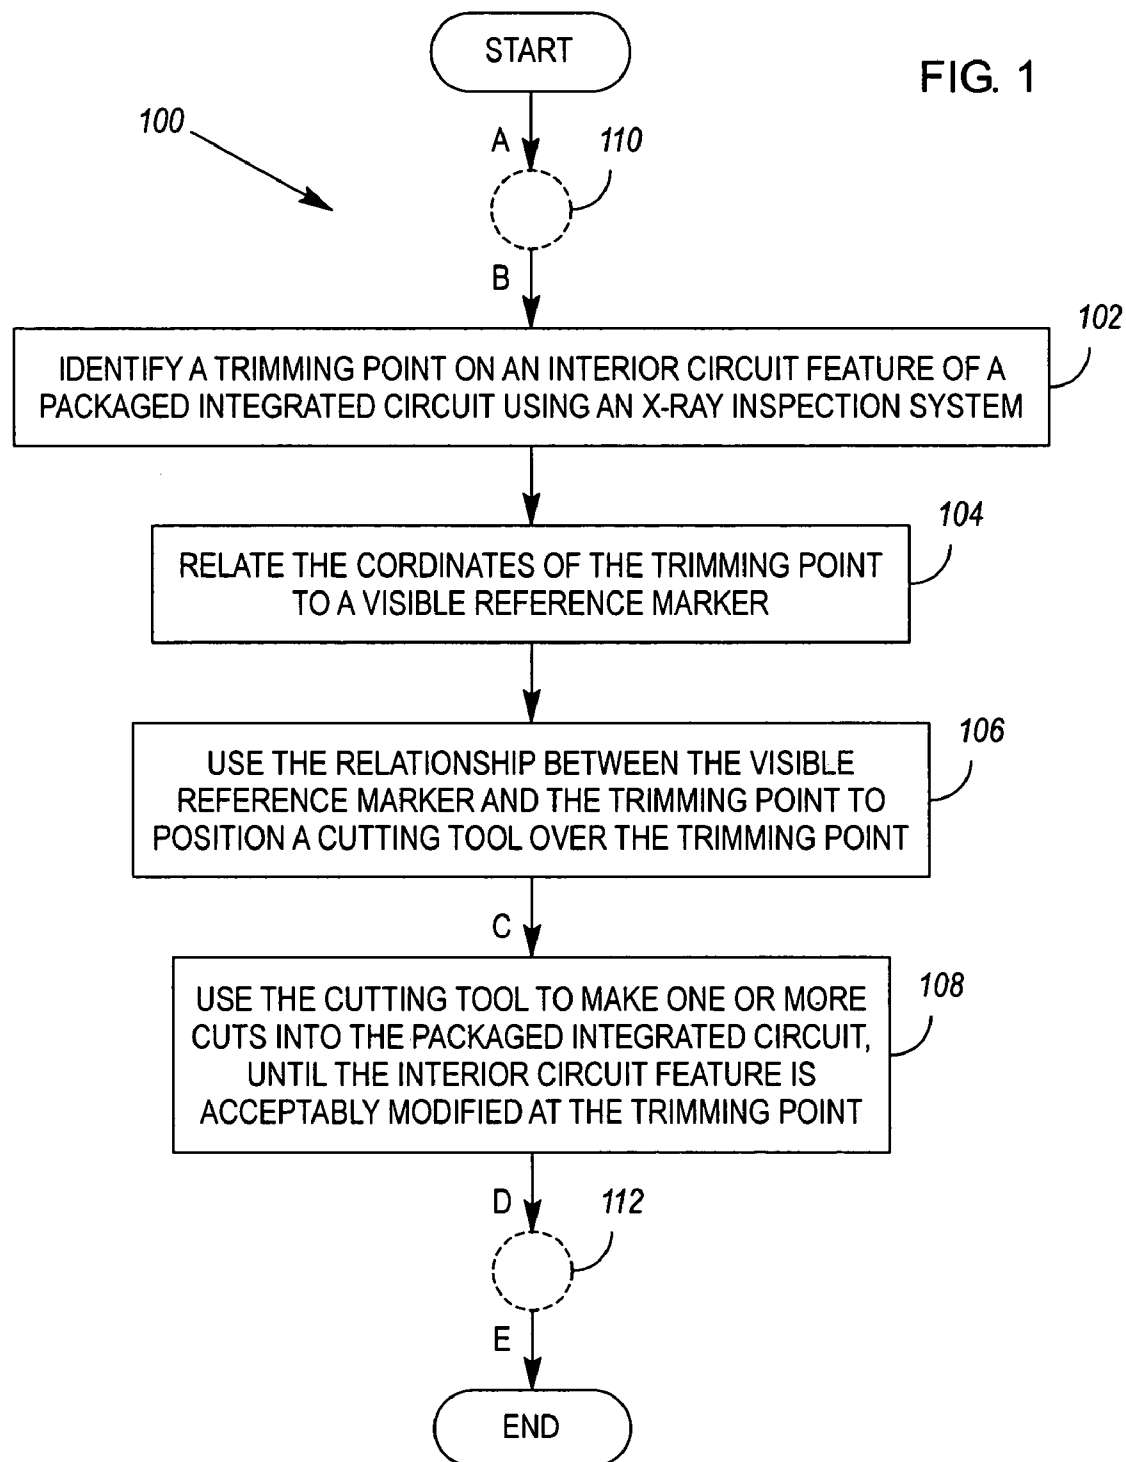 START
FIG. 1
100
A
110
B
102
IDENTIFY A TRIMMING POINT ON AN INTERIOR CIRCUIT FEATURE OF A
PACKAGED INTEGRATED CIRCUIT USING AN X-RAY INSPECTION SYSTEM
104
RELATE THE CORDINATES OF THE TRIMMING POINT
TO A VISIBLE REFERENCE MARKER
106
USE THE RELATIONSHIP BETWEEN THE VISIBLE
REFERENCE MARKER AND THE TRIMMING POINT TO
POSITION A CUTTING TOOL OVER THE TRIMMING POINT
C
108
USE THE CUTTING TOOL TO MAKE ONE OR MORE
CUTS INTO THE PACKAGED INTEGRATED CIRCUIT,
UNTIL THE INTERIOR CIRCUIT FEATURE IS
ACCEPTABLY MODIFIED AT THE TRIMMING POINT
D
112
E
END